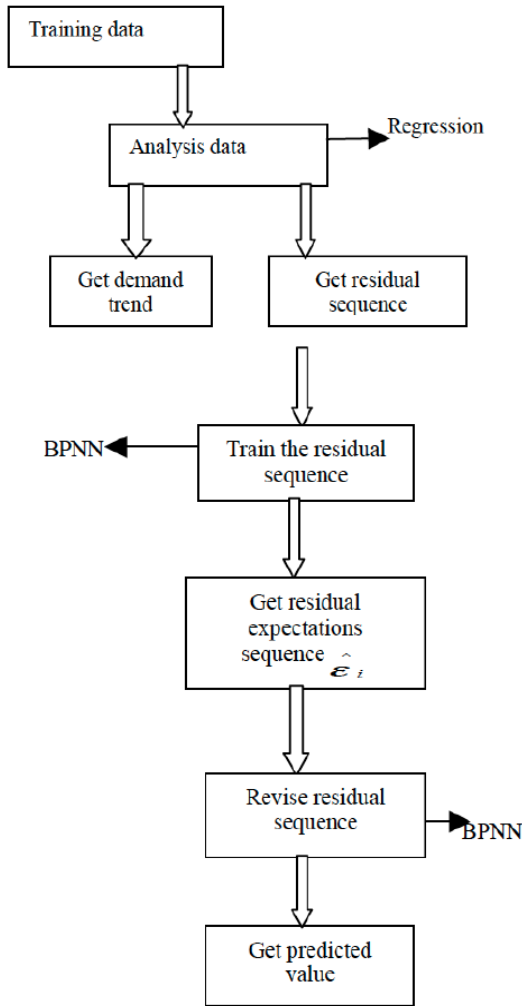 Training data
Regression
Analysis data
Get demand
trend
Get residual
sequence
BPNN
Train the residual
sequence
Get residual
expectations
sequence ε̂ i
Revise residual
sequence
BPNN
Get predicted
value